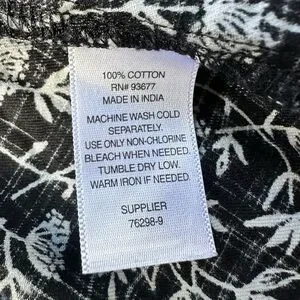 100% COTTON
RN# 93677
MADE IN INDIA
MACHINE WASH COLD
SEPARATELY.
USE ONLY NON-CHLORINE
BLEACH WHEN NEEDED.
TUMBLE DRY LOW.
WARM IRON IF NEEDED.
SUPPLIER
76298-9